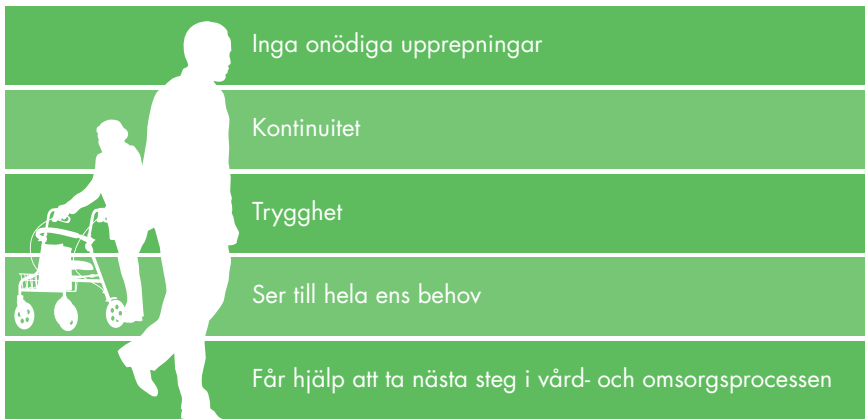 Inga onödiga upprepningar
Kontinuitet
Trygghet
Ser till hela ens behov
Får hjälp att ta nästa steg i vård- och omsorgsprocessen